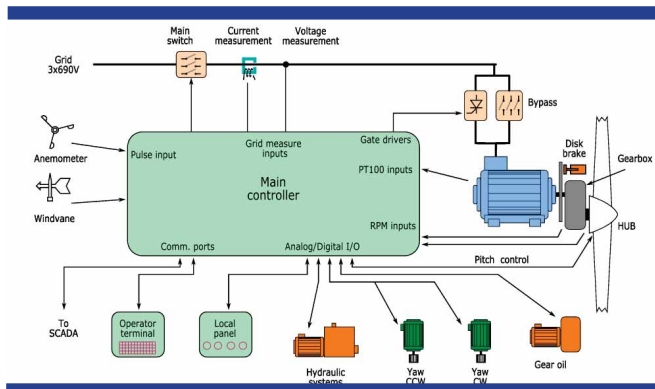 Main
switch
Current
measurement
Voltage
measurement
Grid
3x690V
Bypass
Anemometer
Pulse input
Grid measure
inputs
Gate drivers
PT100 inputs
Disk
brake
Gearbox
Main
controller
Windvane
RPM inputs
HUB
Comm. ports
Analog/Digital I/O
Pitch control
To
SCADA
Operator
terminal
Local
panel
Hydraulic
systems
Yaw
CCW
Yaw
CW
Gear oil